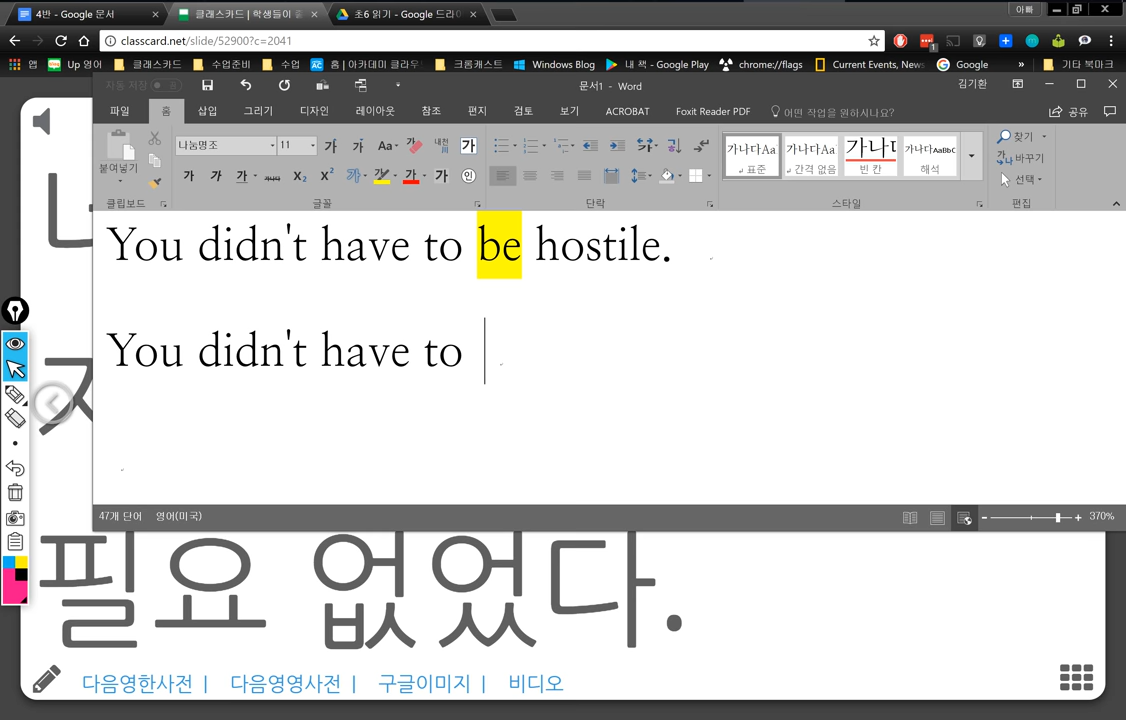 4반 - Google 문서
클래스카드 | 학생들이 즐
초6 읽기 - Google 드라이
아빠
classcard.net/slide/52900?c=2041
앱 Up 영어 클래스카드 수업준비 수업 홈 | 아카데미 클라우 크롬캐스트 Windows Blog 내 책 - Google Play chrome://flags Current Events, New Google » 기타 북마크
자동 저장 문서1 - Word 김기환
파일 홈 삽입 그리기 디자인 레이아웃 참조 편지 검토 보기 ACROBAT Foxit Reader PDF 어떤 작업을 원하시나요? 공유
붙여넣기 나눔명조 11 찾기
바꾸기
선택
가나다Aa 가나다Aa 가나다 가나다AaBbC
표준 간격 없음 빈 칸 해석
클립보드 글꼴 단락 스타일 편집
You didn't have to be hostile.
You didn't have to
47개 단어 영어(미국) 370%
필요 없었다.
다음영한사전 | 다음영영사전 | 구글이미지 | 비디오